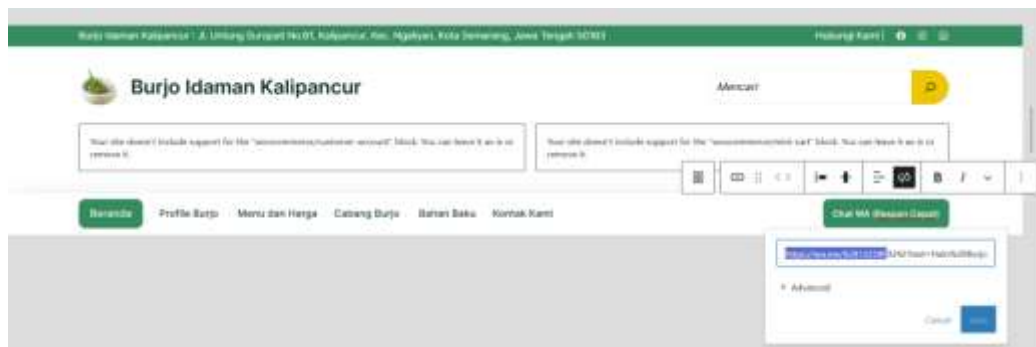 Burjo Idaman Kalipancur : Jl. Untung Suropati No.61, Kalipancur, Kec. Ngaliyan, Kota Semarang, Jawa Tengah 50183
Hubungi Kami |
Burjo Idaman Kalipancur
Mencari
Your site doesn't include support for the "woocommerce/customer-account" block. You can leave it as is or
remove it.
Your site doesn't include support for the "woocommerce/mini-cart" block. You can leave it as is or
remove it.
B I
Beranda Profile Burjo Menu dan Harga Cabang Burjo Bahan Baku Kontak Kami
Chat WA (Respon Cepat)
Advanced
Cancel